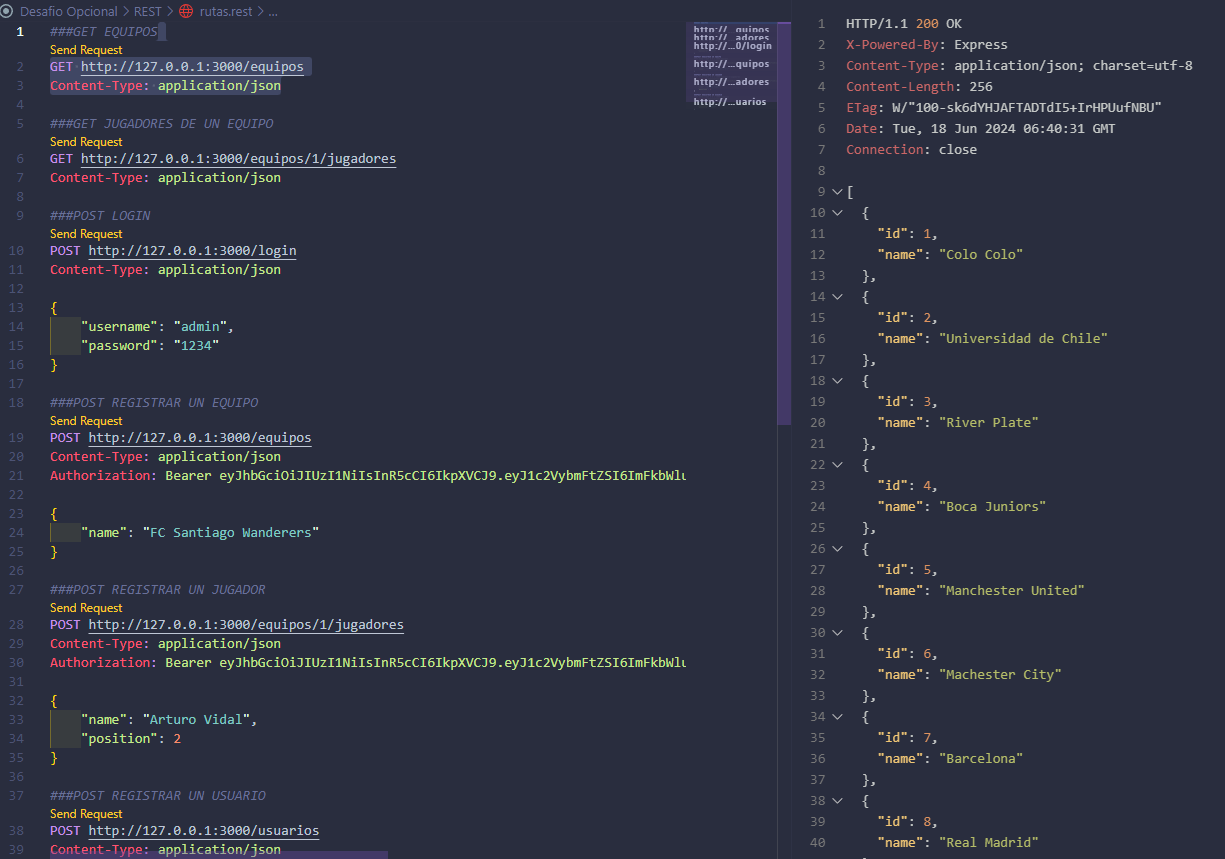 Desafio Opcional > REST > rutas.rest > ...
1 ###GET EQUIPOS
Send Request
2 GET http://127.0.0.1:3000/equipos
3 Content-Type: application/json
4
5 ###GET JUGADORES DE UN EQUIPO
Send Request
6 GET http://127.0.0.1:3000/equipos/1/jugadores
7 Content-Type: application/json
8
9 ###POST LOGIN
Send Request
10 POST http://127.0.0.1:3000/login
11 Content-Type: application/json
12
13 {
14 "username": "admin",
15 "password": "1234"
16 }
17
18 ###POST REGISTRAR UN EQUIPO
Send Request
19 POST http://127.0.0.1:3000/equipos
20 Content-Type: application/json
21 Authorization: Bearer eyJhbGciOiJIUzI1NiIsInR5cCI6IkpXVCJ9.eyJ1c2VybmFtZSI6ImFkbWlu
22
23 {
24 "name": "FC Santiago Wanderers"
25 }
26
27 ###POST REGISTRAR UN JUGADOR
Send Request
28 POST http://127.0.0.1:3000/equipos/1/jugadores
29 Content-Type: application/json
30 Authorization: Bearer eyJhbGciOiJIUzI1NiIsInR5cCI6IkpXVCJ9.eyJ1c2VybmFtZSI6ImFkbWlu
31
32 {
33 "name": "Arturo Vidal",
34 "position": 2
35 }
36
37 ###POST REGISTRAR UN USUARIO
Send Request
38 POST http://127.0.0.1:3000/usuarios
39 Content-Type: application/json
http://...quipos
http://...adores
http://...0/login
http://...quipos
http://...adores
http://...uarios
1 HTTP/1.1 200 OK
2 X-Powered-By: Express
3 Content-Type: application/json; charset=utf-8
4 Content-Length: 256
5 ETag: W/"100-sk6dYHJAFTADTdI5+IrHPUufNBU"
6 Date: Tue, 18 Jun 2024 06:40:31 GMT
7 Connection: close
8
9 [
10 {
11 "id": 1,
12 "name": "Colo Colo"
13 },
14 {
15 "id": 2,
16 "name": "Universidad de Chile"
17 },
18 {
19 "id": 3,
20 "name": "River Plate"
21 },
22 {
23 "id": 4,
24 "name": "Boca Juniors"
25 },
26 {
27 "id": 5,
28 "name": "Manchester United"
29 },
30 {
31 "id": 6,
32 "name": "Machester City"
33 },
34 {
35 "id": 7,
36 "name": "Barcelona"
37 },
38 {
39 "id": 8,
40 "name": "Real Madrid"